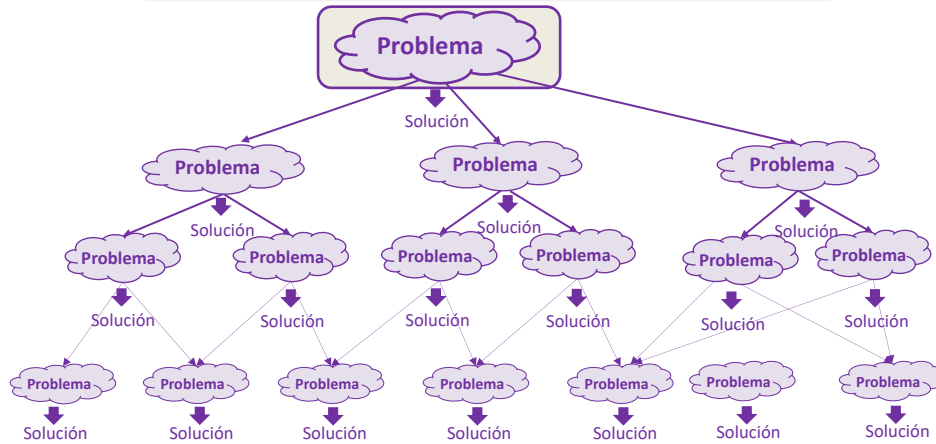 Problema
Solución
Problema Problema Problema
Solución Solución Solución
Problema Problema Problema Problema Problema Problema
Solución Solución Solución Solución Solución Solución
Problema Problema Problema Problema Problema Problema Problema
Solución Solución Solución Solución Solución Solución Solución